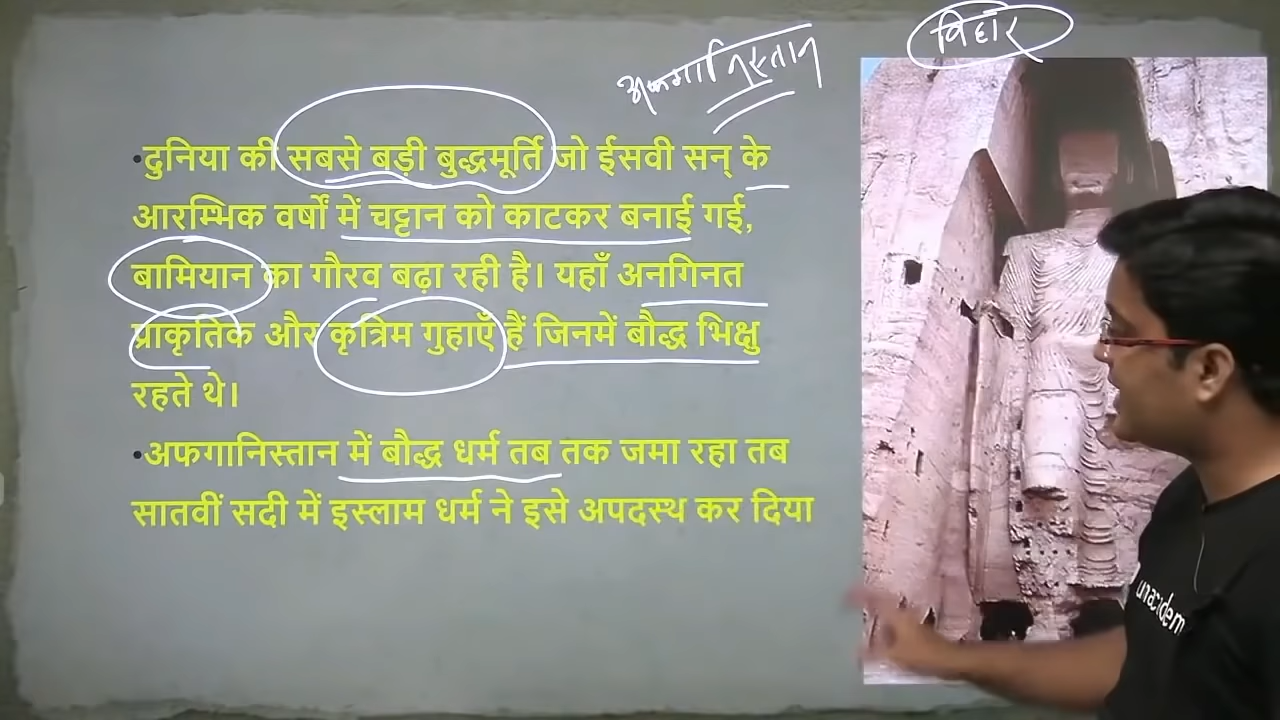 अफगानिस्तान
विहार
•दुनिया की सबसे बड़ी बुद्धमूर्ति जो ईसवी सन् के
आरम्भिक वर्षों में चट्टान को काटकर बनाई गई,
बामियान का गौरव बढ़ा रही है। यहाँ अनगिनत
प्राकृतिक और कृत्रिम गुहाएँ हैं जिनमें बौद्ध भिक्षु
रहते थे।
•अफगानिस्तान में बौद्ध धर्म तब तक जमा रहा तब
सातवीं सदी में इस्लाम धर्म ने इसे अपदस्थ कर दिया
unacadem